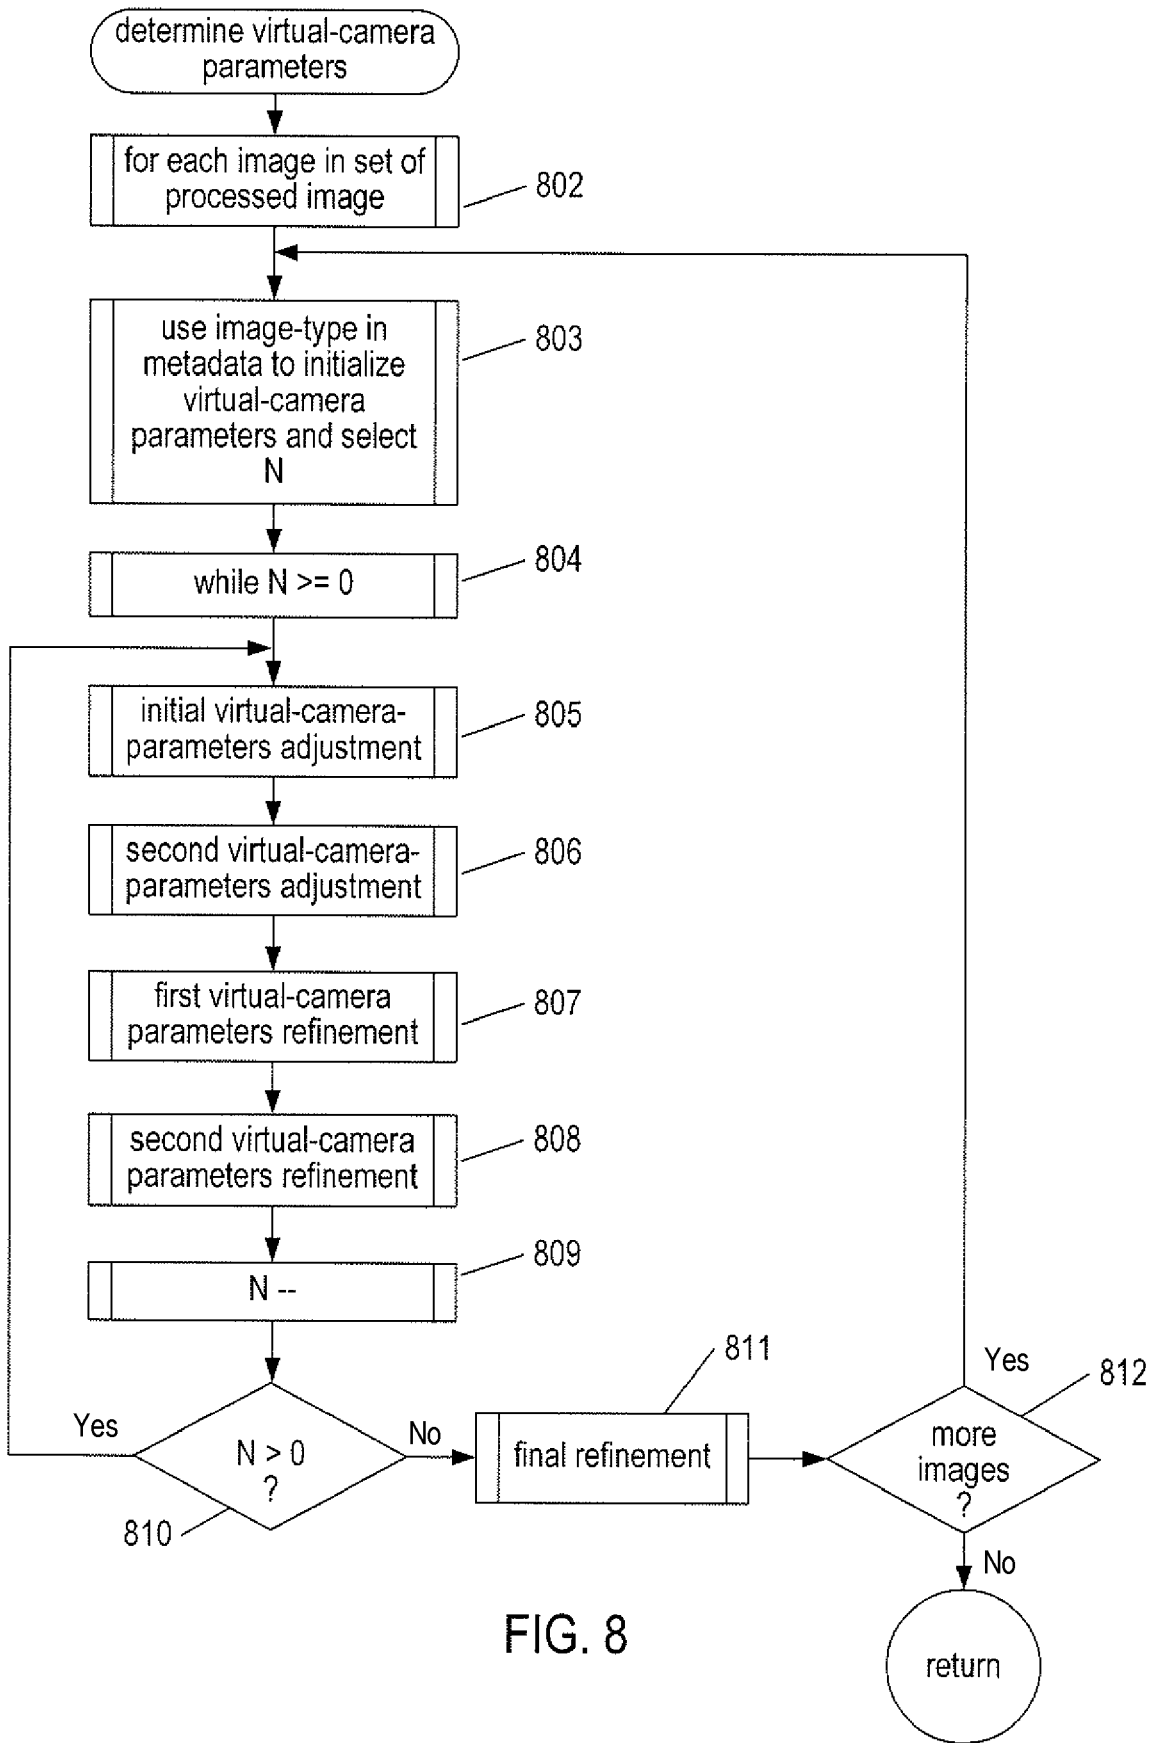 determine virtual-camera
parameters
for each image in set of
processed image
802
use image-type in
metadata to initialize
virtual-camera
parameters and select
N
803
while N >= 0
804
initial virtual-camera-
parameters adjustment
805
second virtual-camera-
parameters adjustment
806
first virtual-camera
parameters refinement
807
second virtual-camera
parameters refinement
808
N --
809
Yes
N > 0
?
810
No
final refinement
811
Yes
812
more
images
?
No
return
FIG. 8